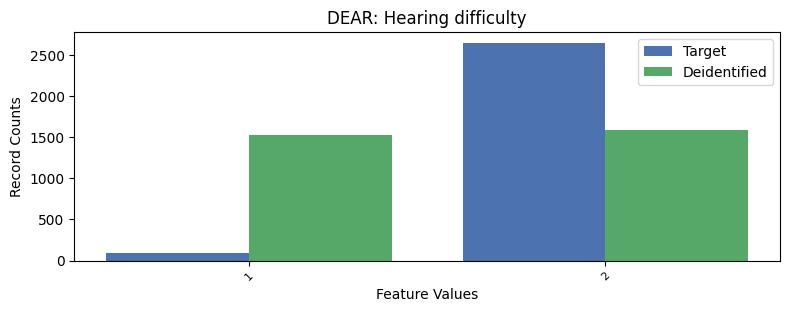 DEAR: Hearing difficulty
Target
Deidentified
Record Counts
2500
2000
1500
1000
500
0
1
2
Feature Values